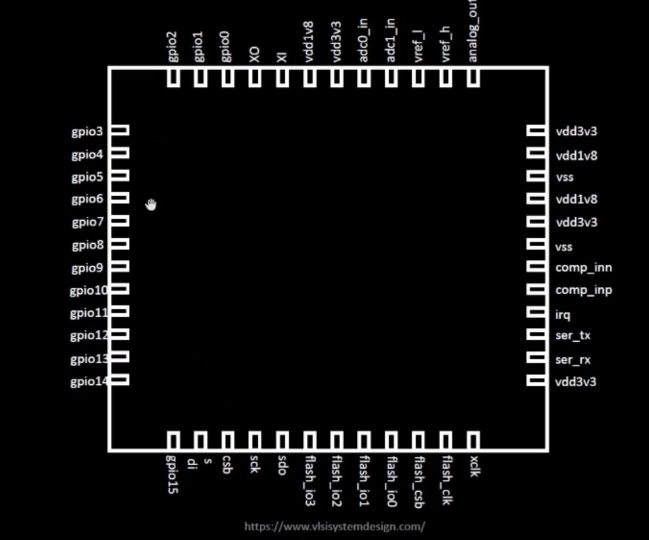 gpio2
gpio1
gpio0
XO
XI
vdd1v8
vdd3v3
adc0_in
adc1_in
vref_l
vref_h
analog_out
gpio3
gpio4
gpio5
gpio6
gpio7
gpio8
gpio9
gpio10
gpio11
gpio12
gpio13
gpio14
vdd3v3
vdd1v8
vss
vdd1v8
vdd3v3
vss
comp_inn
comp_inp
irq
ser_tx
ser_rx
vdd3v3
gpio15
s
di
csb
sck
sdo
flash_io3
flash_io2
flash_io1
flash_io0
flash_csb
flash_clk
xclk
https://www.vlsisystemdesign.com/